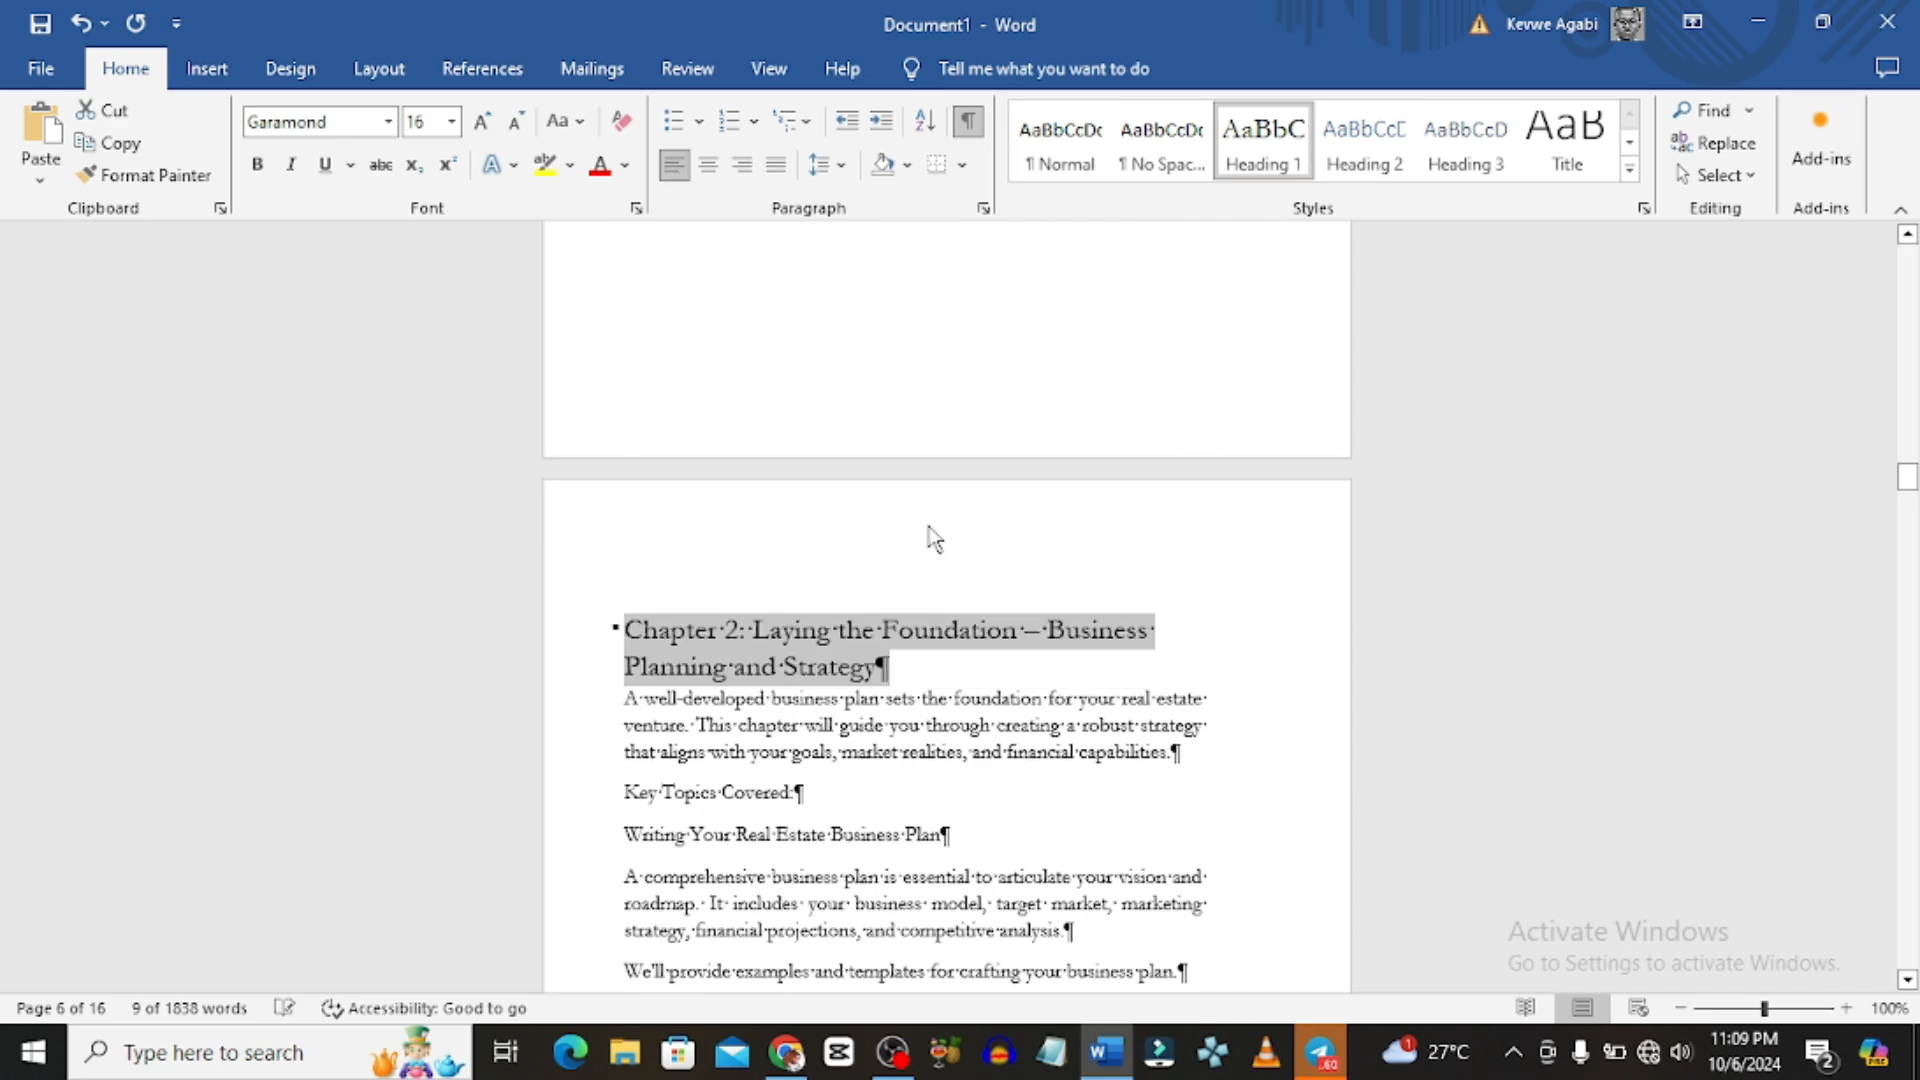 Document1 - Word
Kevwe Agabi
File Home Insert Design Layout References Mailings Review View Help Tell me what you want to do
Paste
Cut
Copy
Format Painter
Clipboard
Garamond 16
Aa
B I U abc x₂ x² A A
Font
Paragraph
AaBbCcDc ¶ Normal
AaBbCcDc ¶ No Spac...
AaBbC Heading 1
AaBbCcE Heading 2
AaBbCcD Heading 3
AaB Title
Styles
Find
Replace
Select
Editing
Add-ins
Add-ins
Chapter·2:·Laying·the·Foundation·–·Business·
Planning·and·Strategy¶
A·well-developed·business·plan·sets·the·foundation·for·your·real·estate·
venture.·This·chapter·will·guide·you·through·creating·a·robust·strategy·
that·aligns·with·your·goals,·market·realities,·and·financial·capabilities.¶
Key·Topics·Covered:¶
Writing·Your·Real·Estate·Business·Plan¶
A·comprehensive·business·plan·is·essential·to·articulate·your·vision·and·
roadmap.·It·includes·your·business·model,·target·market,·marketing·
strategy,·financial·projections,·and·competitive·analysis.¶
We'll·provide·examples·and·templates·for·crafting·your·business·plan.¶
Activate Windows
Go to Settings to activate Windows.
Page 6 of 16 9 of 1838 words Accessibility: Good to go 100%
Type here to search
60
1
27°C
11:09 PM
10/6/2024
2